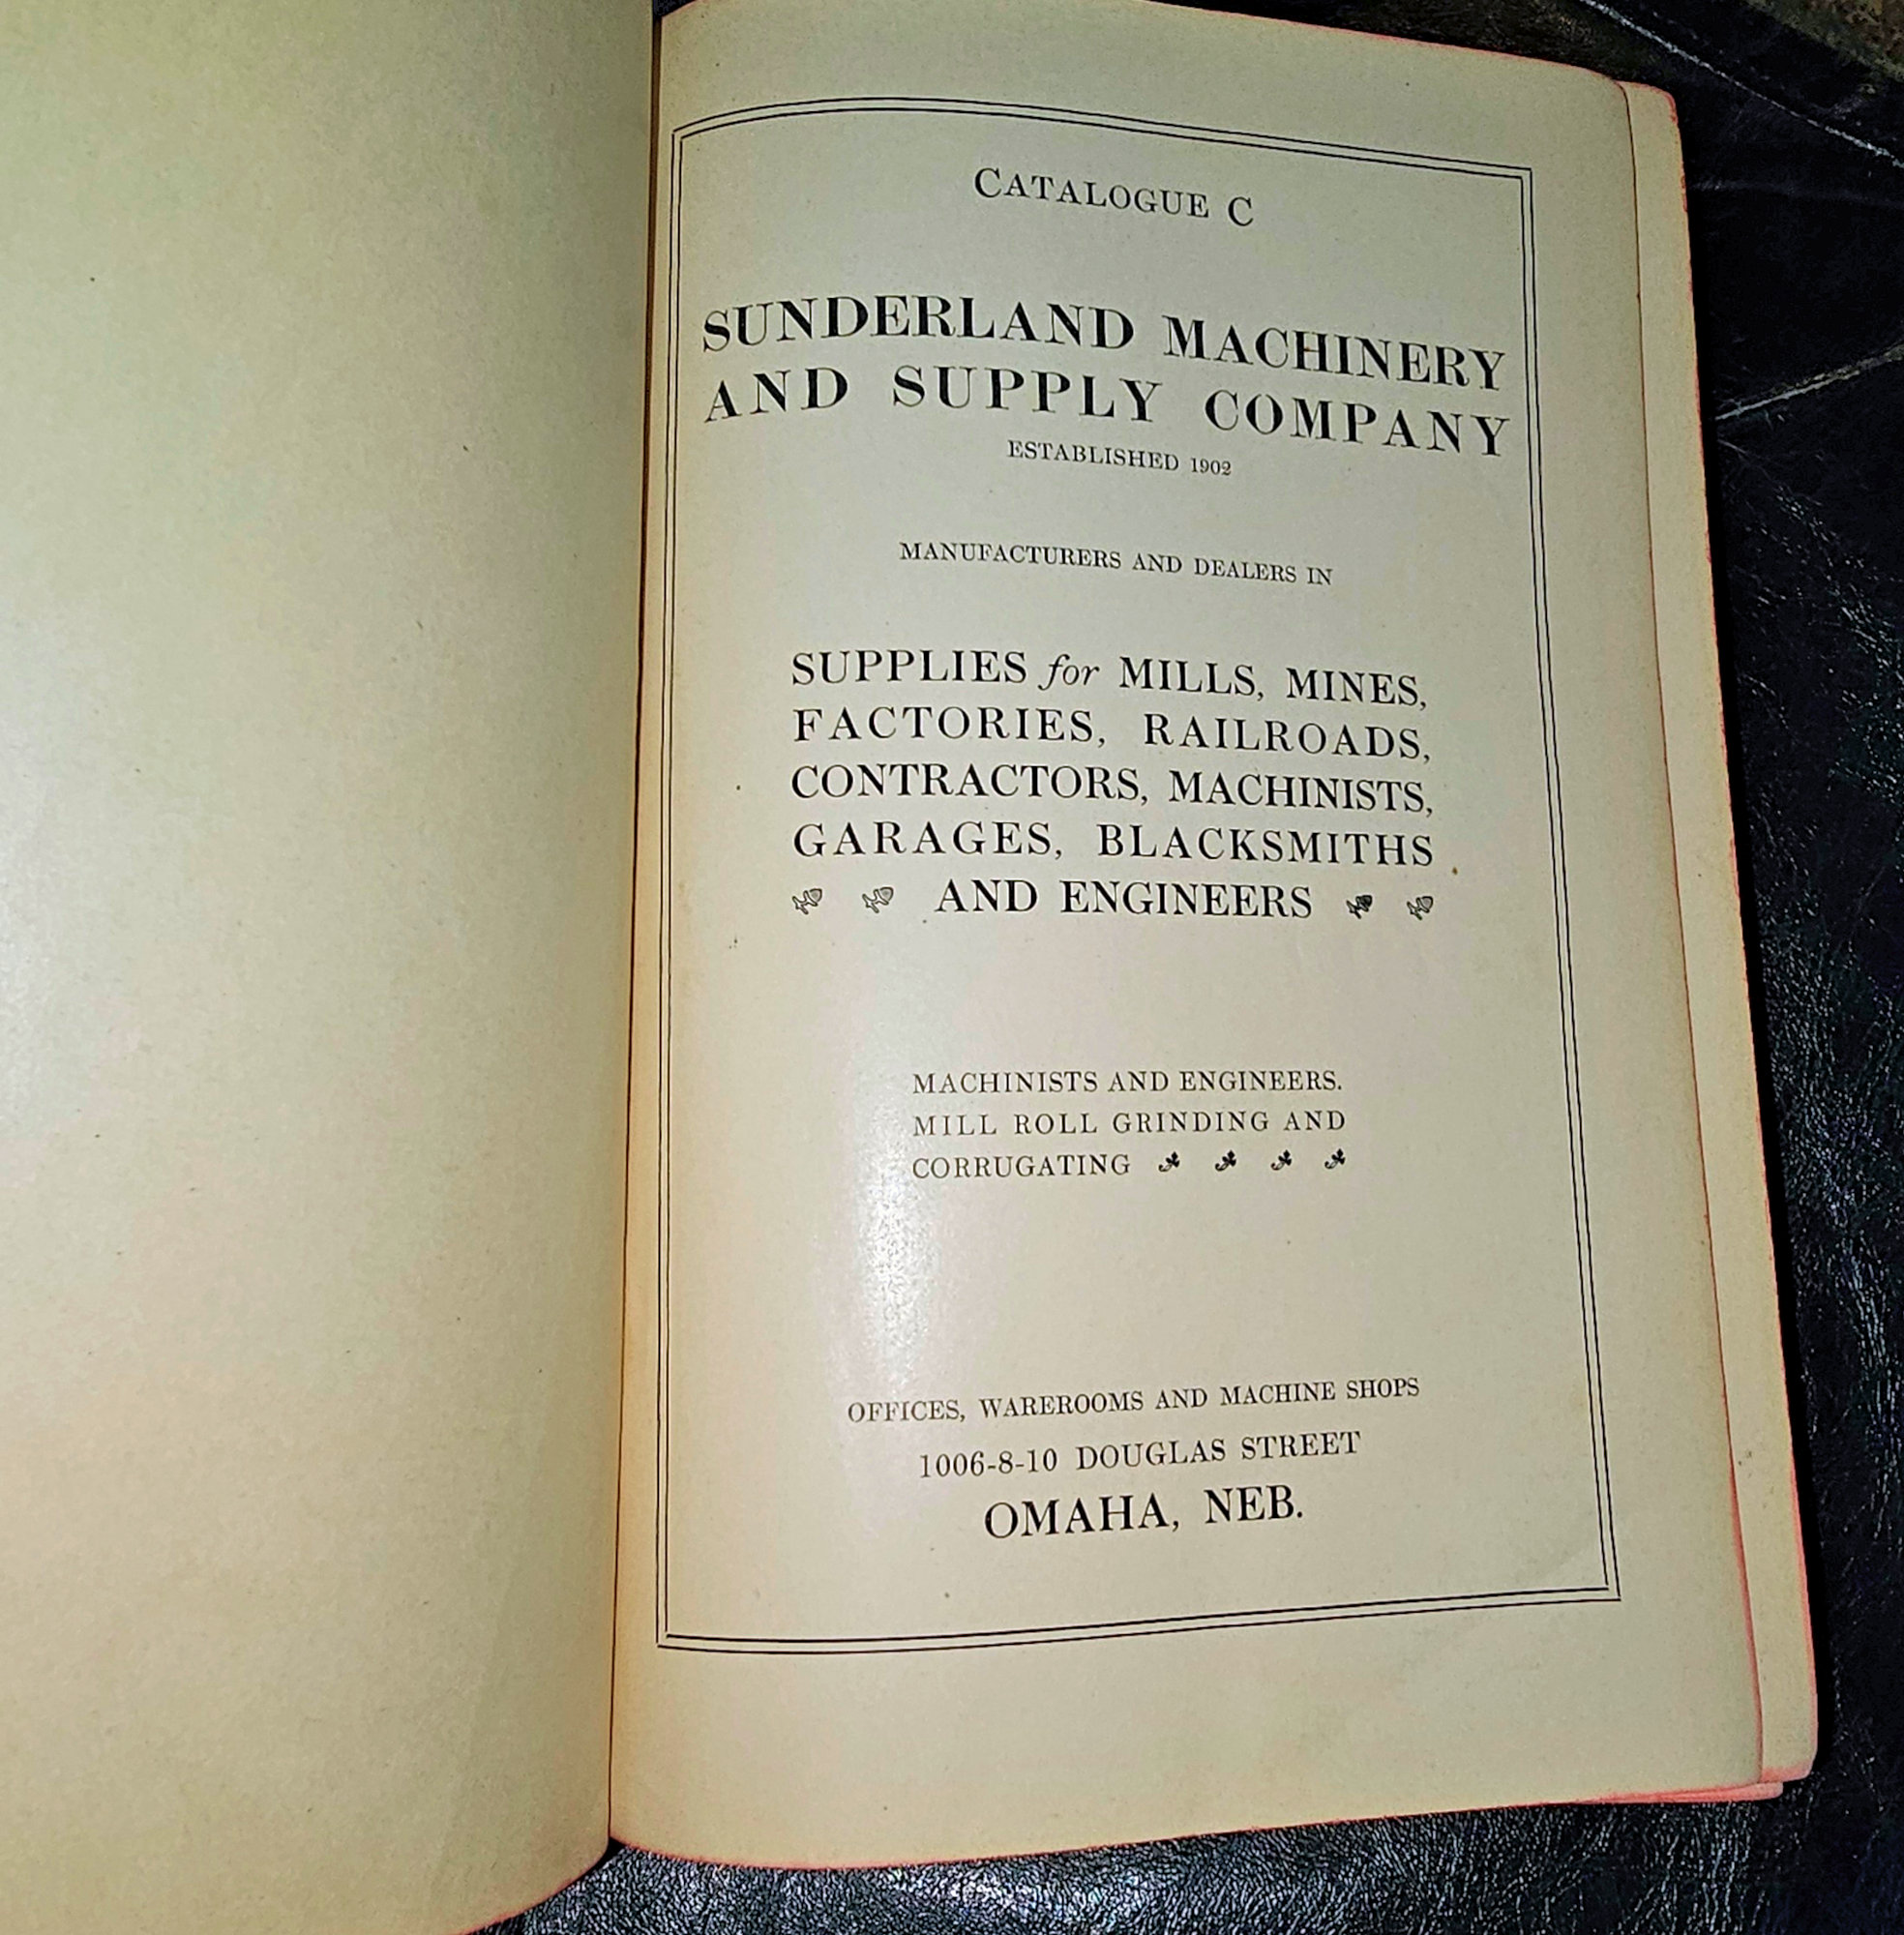 CATALOGUE C
SUNDERLAND MACHINERY
AND SUPPLY COMPANY
ESTABLISHED 1902
MANUFACTURERS AND DEALERS IN
SUPPLIES for MILLS, MINES,
FACTORIES, RAILROADS,
CONTRACTORS, MACHINISTS,
GARAGES, BLACKSMITHS
AND ENGINEERS
MACHINISTS AND ENGINEERS.
MILL ROLL GRINDING AND
CORRUGATING
OFFICES, WAREROOMS AND MACHINE SHOPS
1006-8-10 DOUGLAS STREET
OMAHA, NEB.